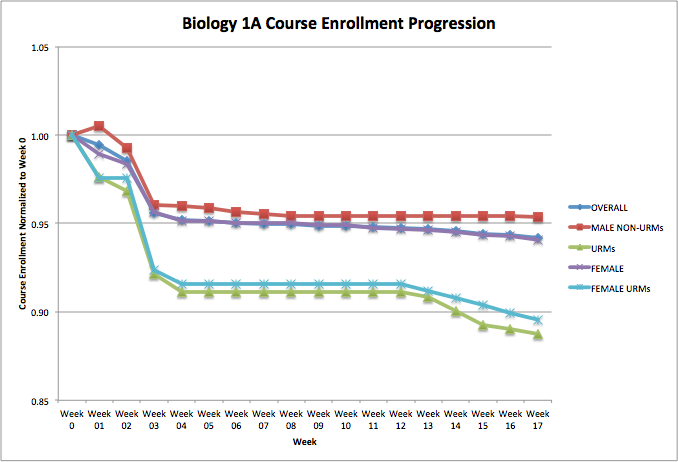 Biology 1A Course Enrollment Progression
Course Enrollment Normalized to Week 0
1.05
1.00
0.95
0.90
0.85
Week Week Week Week Week Week Week Week Week Week Week Week Week Week Week Week Week Week
0 01 02 03 04 05 06 07 08 09 10 11 12 13 14 15 16 17
Week
OVERALL
MALE NON-URMs
URMs
FEMALE
FEMALE URMs